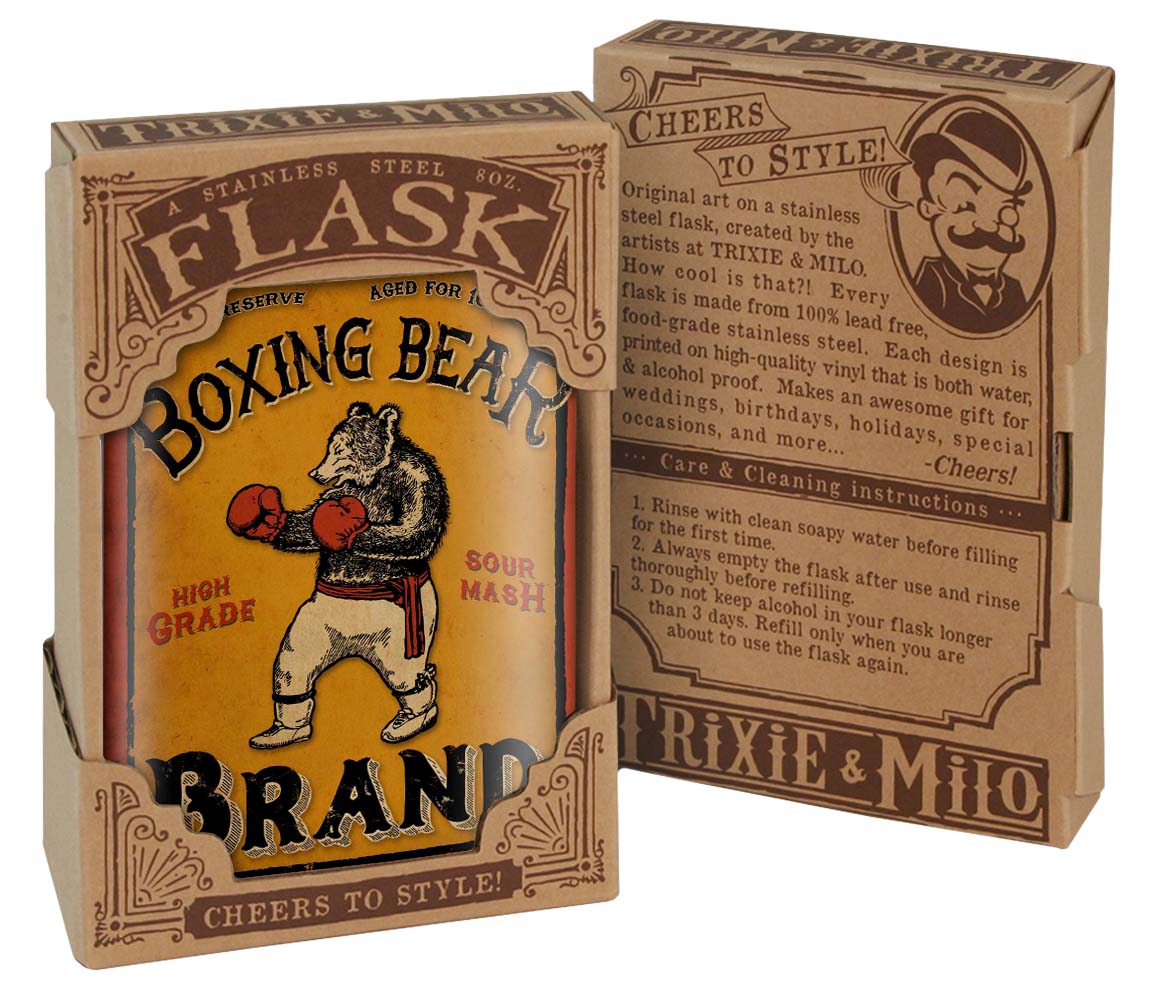 TRIXIE & MILO
A STAINLESS STEEL 8OZ.
FLASK
AGED FOR
BOXING BEAR
HIGH
GRADE
SOUR
MASH
BRAND
CHEERS TO STYLE!
TRIXIE & MILO
CHEERS
TO STYLE!
Original art on a stainless
steel flask, created by the
artists at TRIXIE & MILO.
How cool is that?! Every
flask is made from 100% lead free,
food-grade stainless steel. Each design is
printed on high-quality vinyl that is both water,
& alcohol proof. Makes an awesome gift for
weddings, birthdays, holidays, special
occasions, and more...
-Cheers!
... Care & Cleaning instructions ...
1. Rinse with clean soapy water before filling
for the first time.
2. Always empty the flask after use and rinse
thoroughly before refilling.
3. Do not keep alcohol in your flask longer
than 3 days. Refill only when you are
about to use the flask again.
TRIXIE & MILO